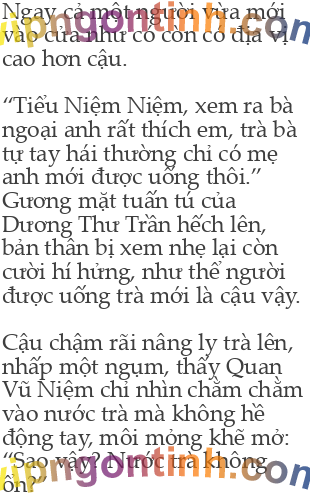 Ngay cả một người vừa mới
vào cửa như cô còn có địa vị
cao hơn cậu.
“Tiểu Niệm Niệm, xem ra bà
ngoại anh rất thích em, trà bà
tự tay hái thường chỉ có mẹ
anh mới được uống thôi.”
Gương mặt tuấn tú của
Dương Thư Trần hếch lên,
bản thân bị xem nhẹ lại còn
cười hí hửng, như thể người
được uống trà mới là cậu vậy.
Cậu chậm rãi nâng ly trà lên,
nhấp một ngụm, thấy Quan
Vũ Niệm chỉ nhìn chằm chằm
vào nước trà mà không hề
động tay, môi mỏng khẽ mở:
“Sao vậy? Nước trà không
ổn?
vipngontinh.com
vipngontinh.com